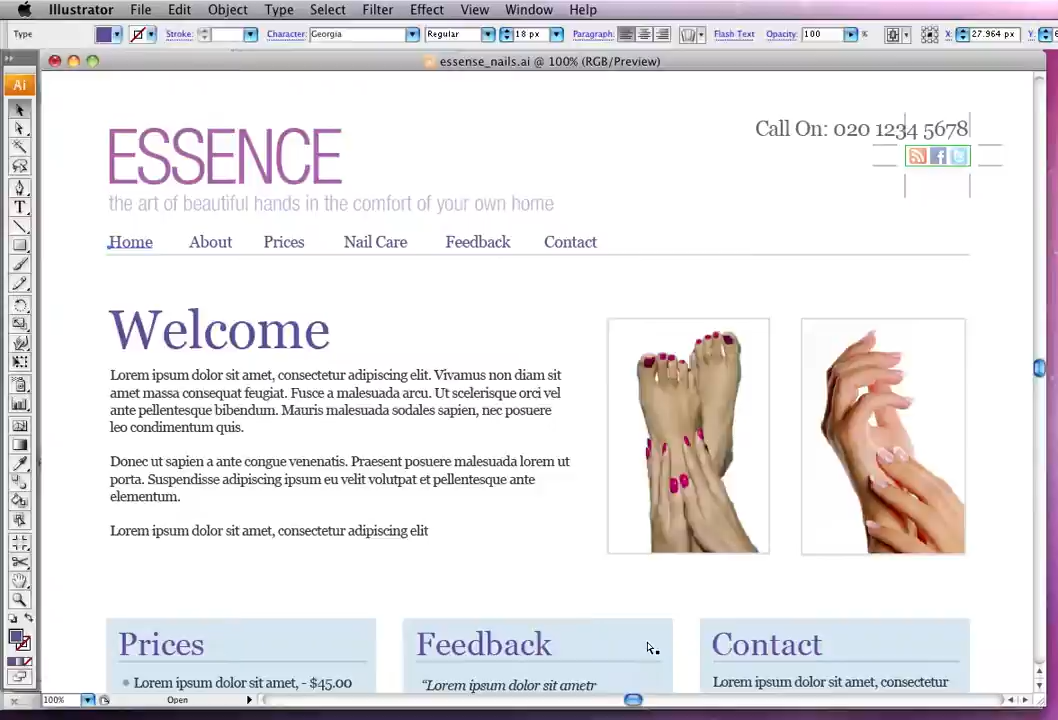 Illustrator File Edit Object Type Select Filter Effect View Window Help
Type Stroke: Character: Georgia Regular 18 px Paragraph: Flash Text Opacity: 100 X: 27.964 px Y:
essense_nails.ai @ 100% (RGB/Preview)
Ai
ESSENCE
the art of beautiful hands in the comfort of your own home
Call On: 020 1234 5678
Home About Prices Nail Care Feedback Contact
Welcome
Lorem ipsum dolor sit amet, consectetur adipiscing elit. Vivamus non diam sit
amet massa consequat feugiat. Fusce a malesuada arcu. Ut scelerisque orci vel
ante pellentesque bibendum. Mauris malesuada sodales sapien, nec posuere
leo condimentum quis.
Donec ut sapien a ante congue venenatis. Praesent posuere malesuada lorem ut
porta. Suspendisse adipiscing ipsum eu velit volutpat et pellentesque ante
elementum.
Lorem ipsum dolor sit amet, consectetur adipiscing elit
Prices
Lorem ipsum dolor sit amet, - $45.00
Feedback
“Lorem ipsum dolor sit ametr
Contact
Lorem ipsum dolor sit amet, consectetur
100% Open